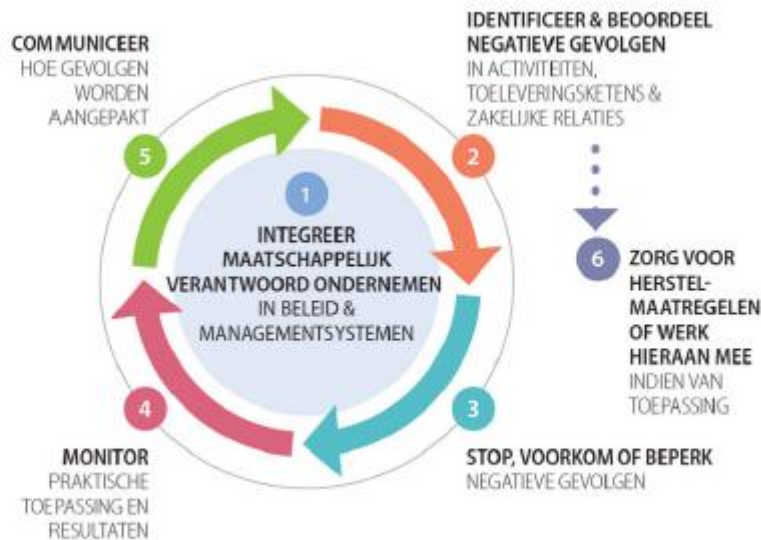 1
INTEGREER
MAATSCHAPPELIJK
VERANTWOORD ONDERNEMEN
IN BELEID &
MANAGEMENTSYSTEMEN
2
IDENTIFICEER & BEOORDEEL
NEGATIEVE GEVOLGEN
IN ACTIVITEITEN,
TOELEVERINGSKETENS &
ZAKELIJKE RELATIES
3
STOP, VOORKOM OF BEPERK
NEGATIEVE GEVOLGEN
4
MONITOR
PRAKTISCHE
TOEPASSING EN
RESULTATEN
5
COMMUNICEER
HOE GEVOLGEN
WORDEN
AANGEPAKT
6
ZORG VOOR
HERSTEL-
MAATREGELEN
OF WERK
HIERAAN MEE
INDIEN VAN
TOEPASSING